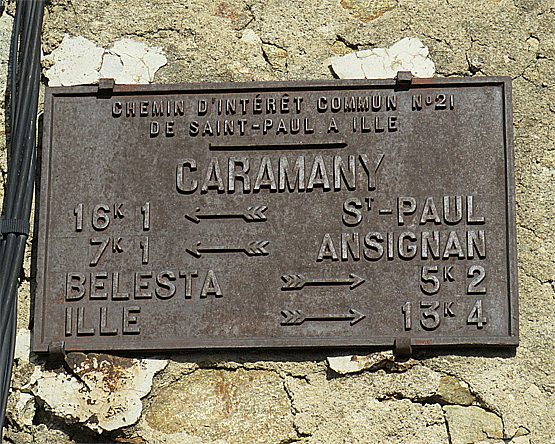 CHEMIN D'INTÉRÊT COMMUN Nº21
DE SAINT-PAUL A ILLE
CARAMANY
16ᴷ 1 ST-PAUL
7ᴷ 1 ANSIGNAN
BELESTA 5ᴷ 2
ILLE 13ᴷ 4